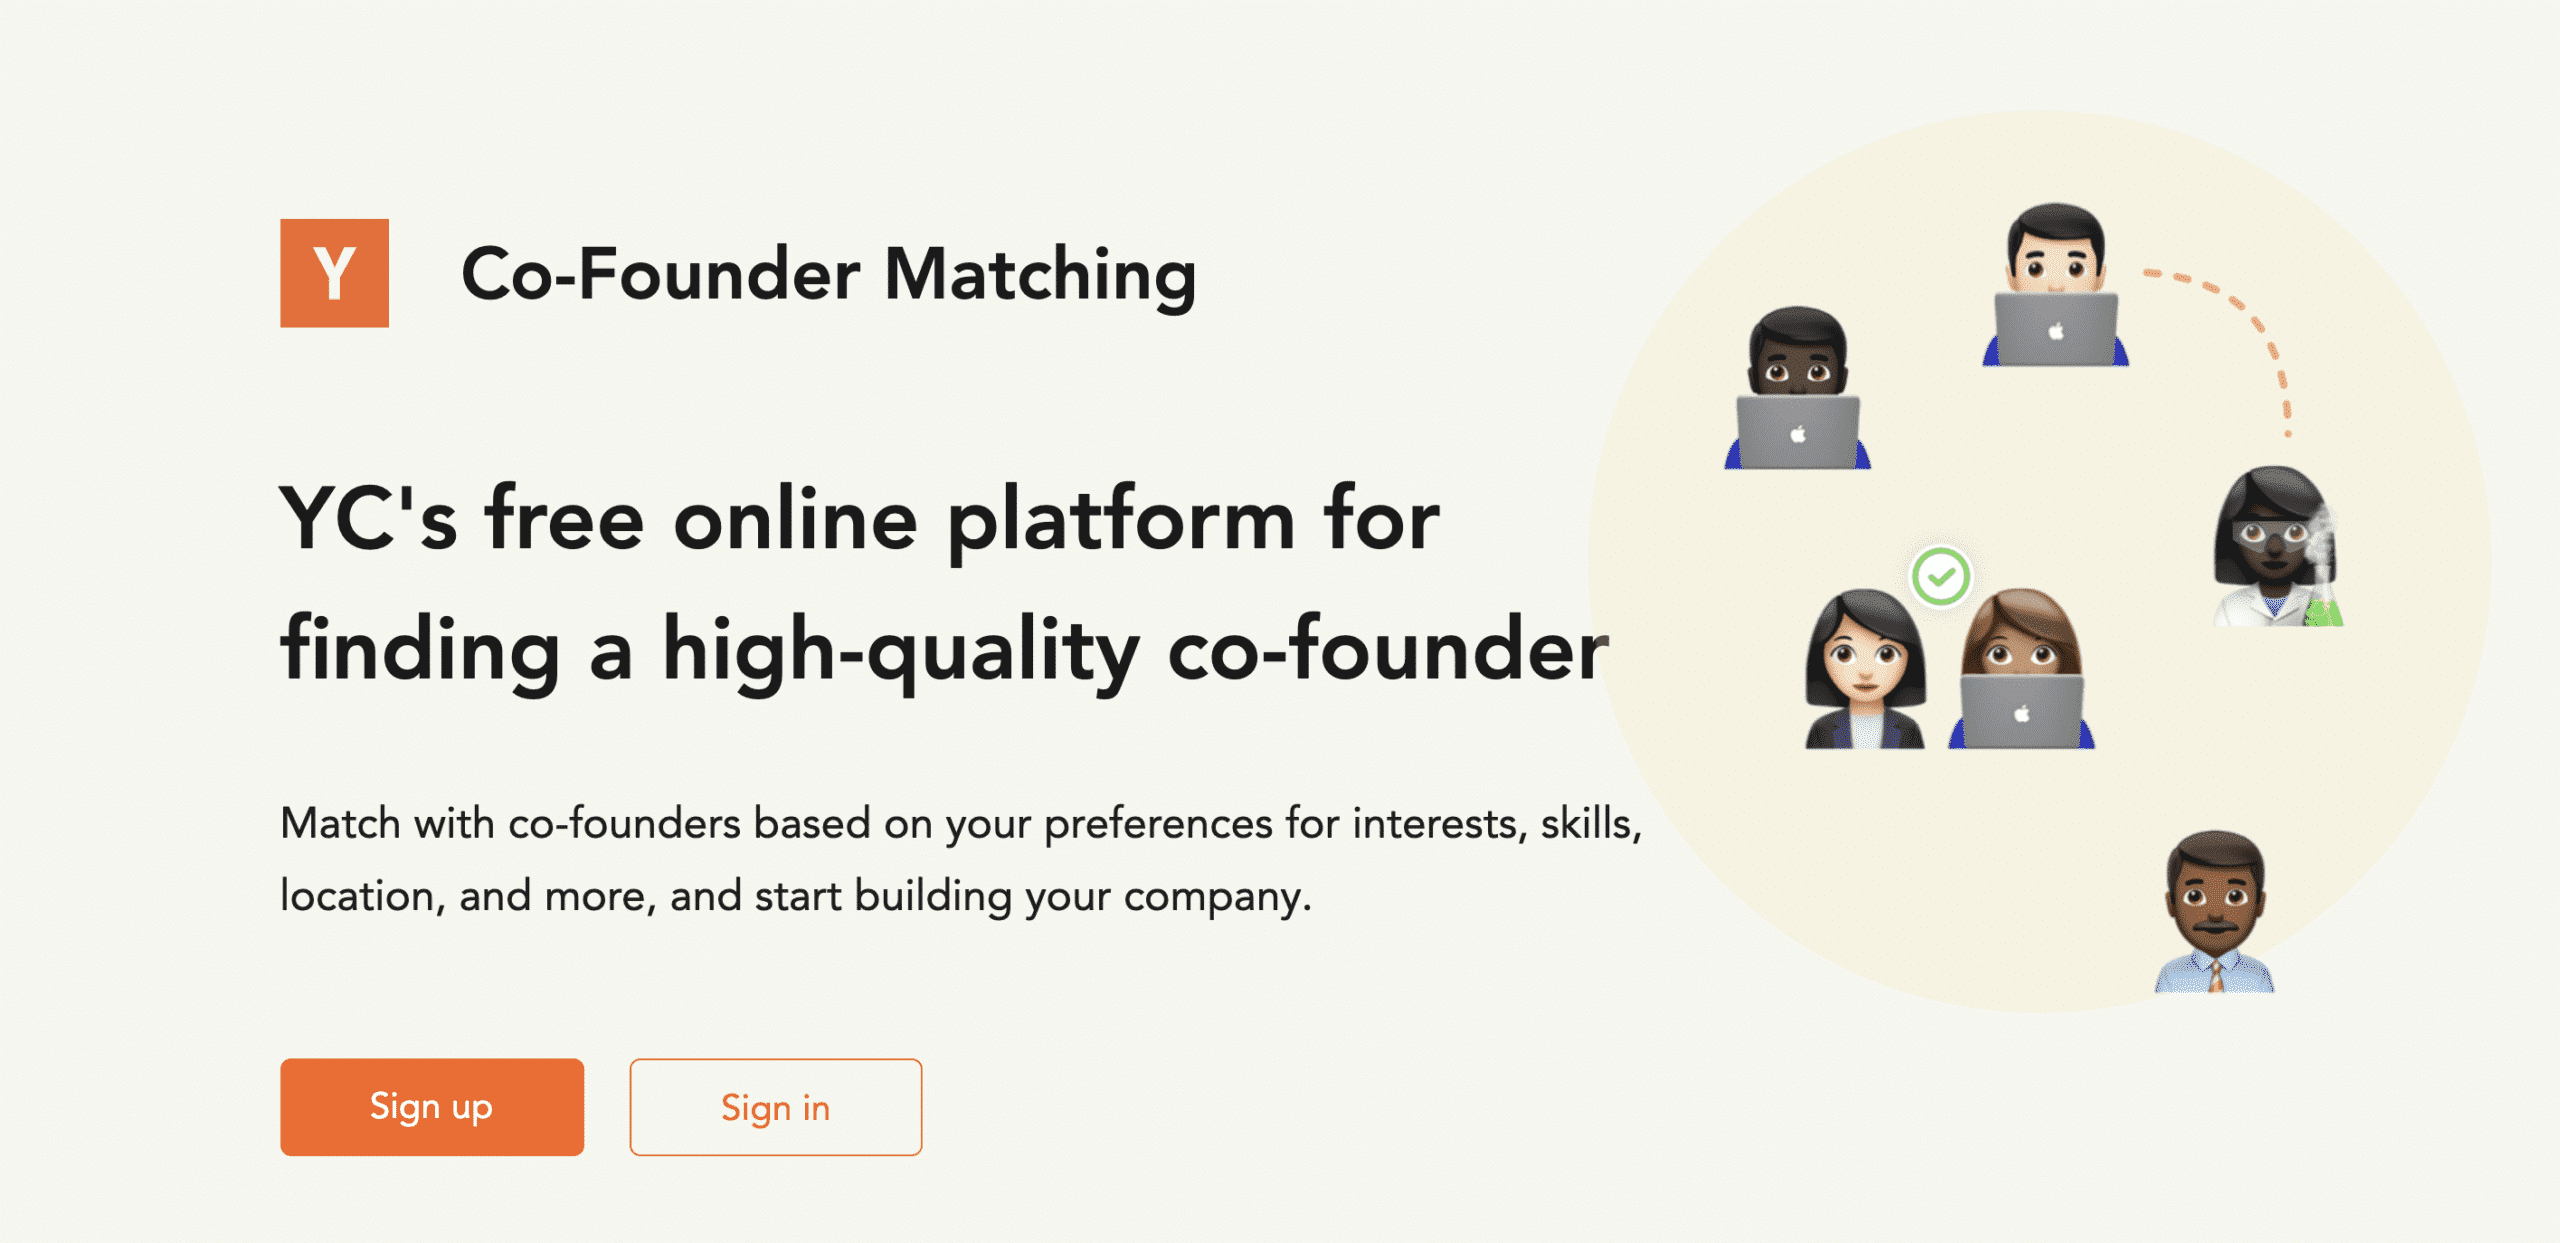 Y
Co-Founder Matching
YC's free online platform for
finding a high-quality co-founder
Match with co-founders based on your preferences for interests, skills,
location, and more, and start building your company.
Sign up
Sign in